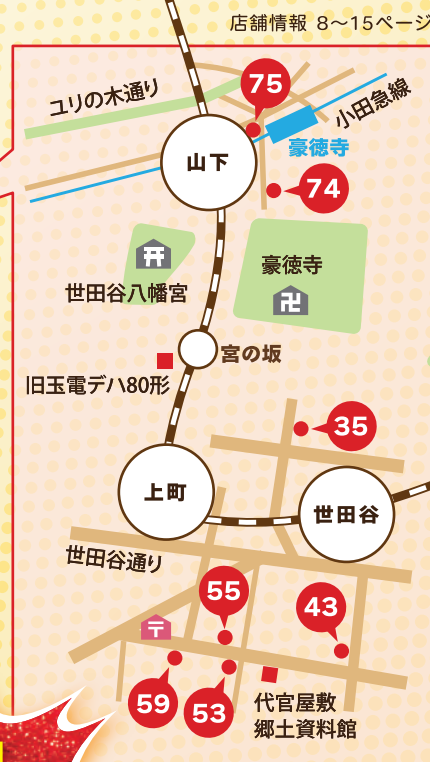 店舗情報 8〜15ページ
75
ユリの木通り
小田急線
豪徳寺
山下
74
豪徳寺
世田谷八幡宮
宮の坂
旧玉電デハ80形
35
上町
世田谷
世田谷通り
55
43
〒
59
53
代官屋敷
郷土資料館